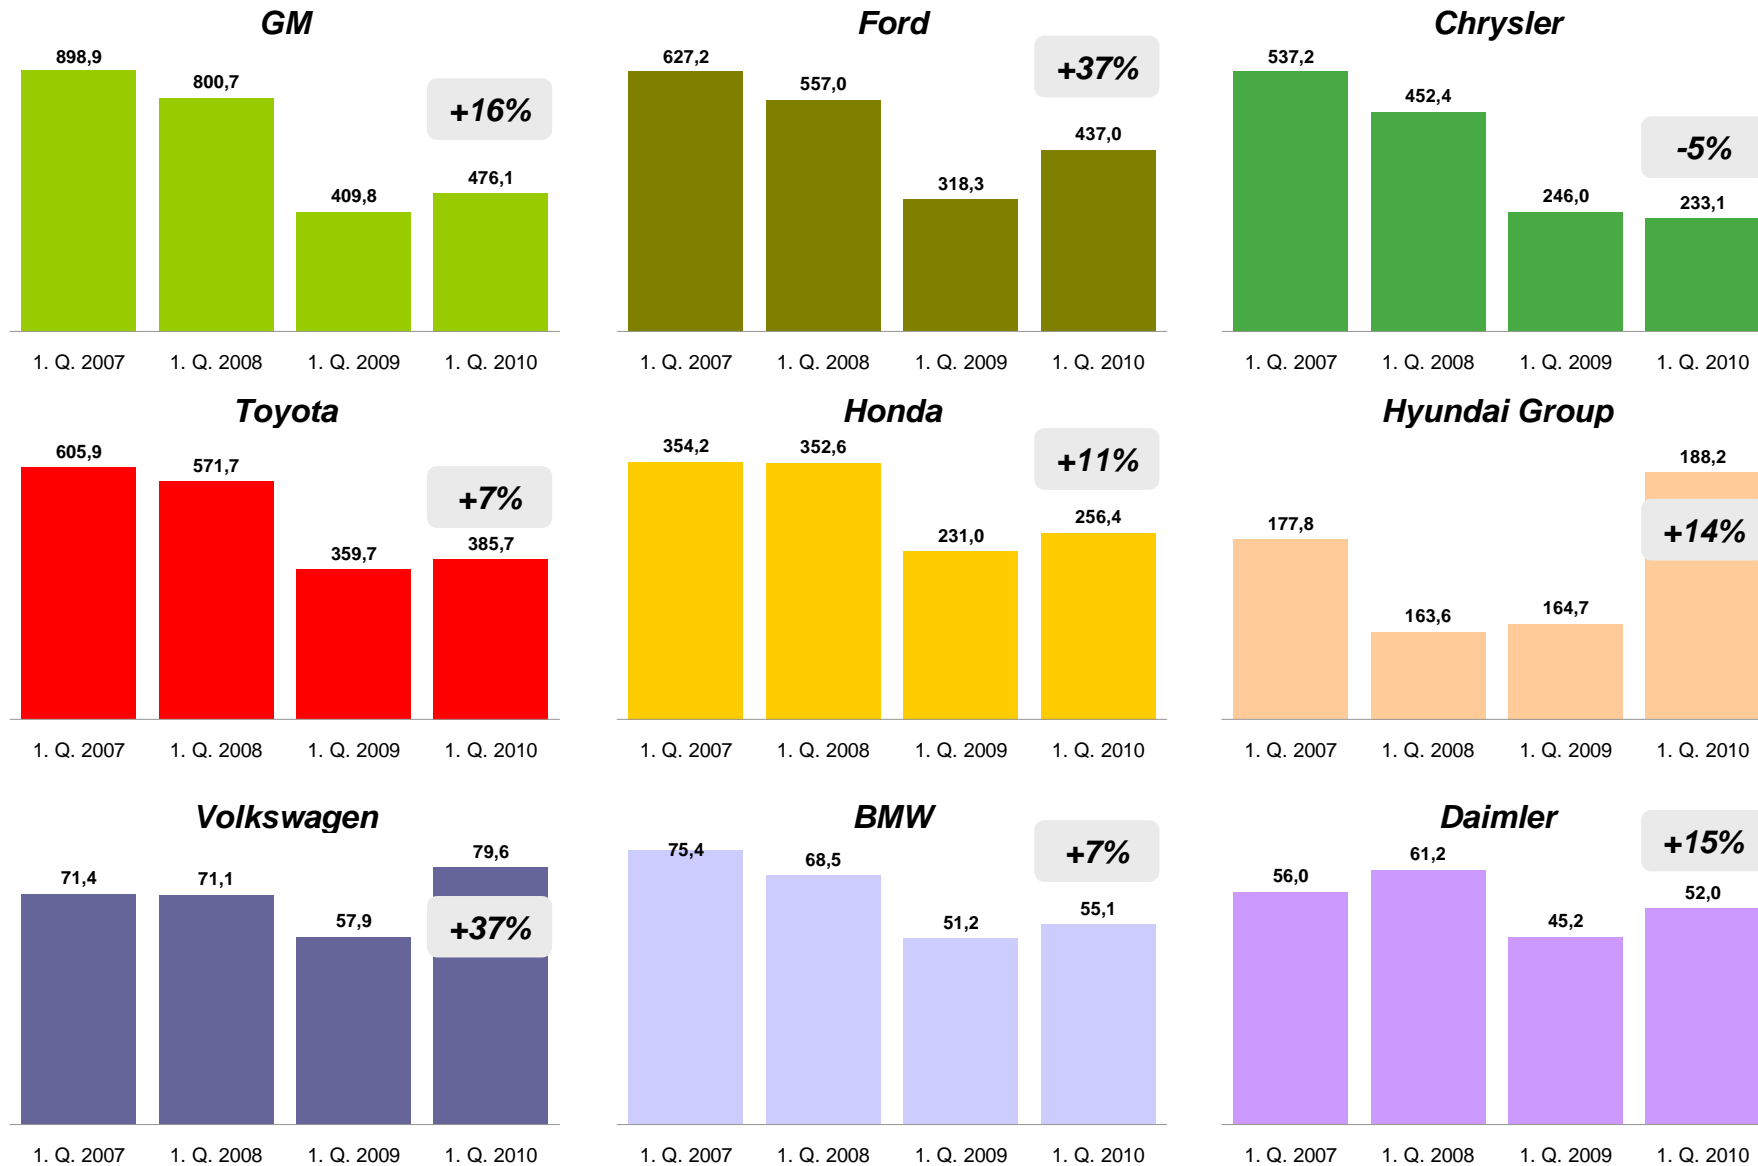 GM
898,9
800,7
409,8
476,1
+16%
1. Q. 2007
1. Q. 2008
1. Q. 2009
1. Q. 2010
Ford
627,2
557,0
318,3
437,0
+37%
1. Q. 2007
1. Q. 2008
1. Q. 2009
1. Q. 2010
Chrysler
537,2
452,4
246,0
233,1
-5%
1. Q. 2007
1. Q. 2008
1. Q. 2009
1. Q. 2010
Toyota
605,9
571,7
359,7
385,7
+7%
1. Q. 2007
1. Q. 2008
1. Q. 2009
1. Q. 2010
Honda
354,2
352,6
231,0
256,4
+11%
1. Q. 2007
1. Q. 2008
1. Q. 2009
1. Q. 2010
Hyundai Group
177,8
163,6
164,7
188,2
+14%
1. Q. 2007
1. Q. 2008
1. Q. 2009
1. Q. 2010
Volkswagen
71,4
71,1
57,9
79,6
+37%
1. Q. 2007
1. Q. 2008
1. Q. 2009
1. Q. 2010
BMW
75,4
68,5
51,2
55,1
+7%
1. Q. 2007
1. Q. 2008
1. Q. 2009
1. Q. 2010
Daimler
56,0
61,2
45,2
52,0
+15%
1. Q. 2007
1. Q. 2008
1. Q. 2009
1. Q. 2010